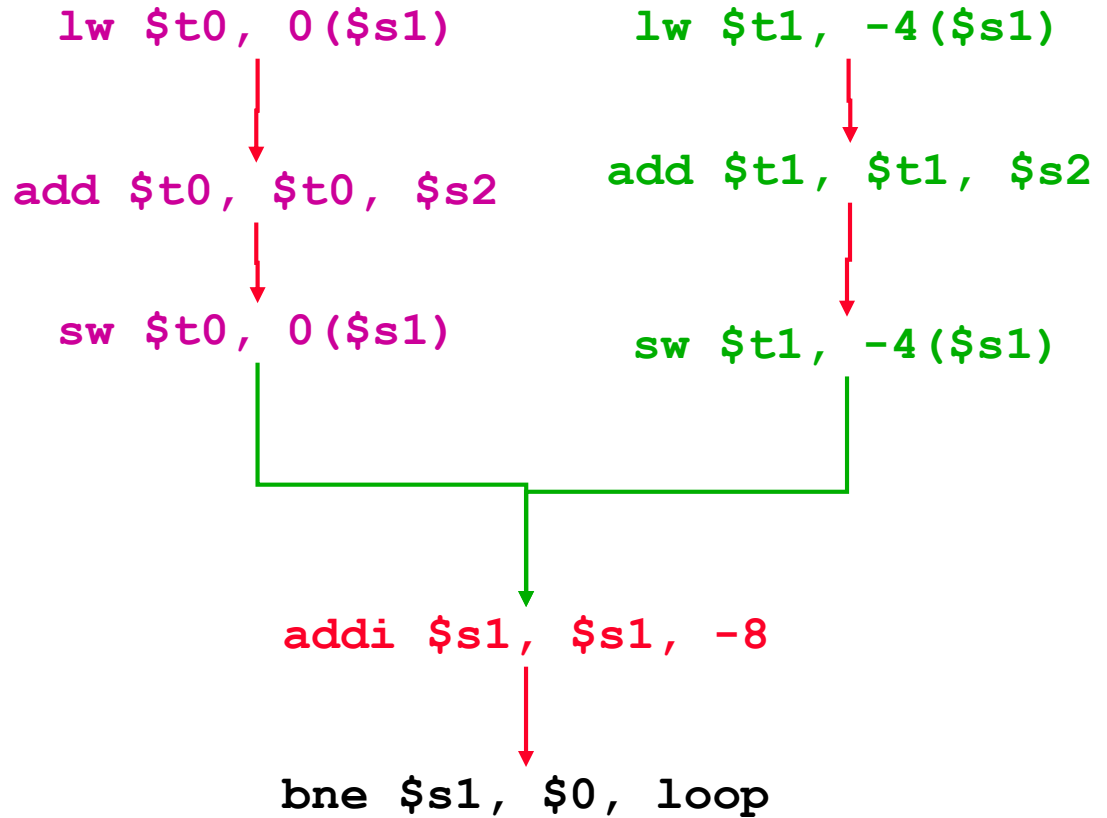 lw $t0, 0($s1)
lw $t1, -4($s1)
add $t0, $t0, $s2
add $t1, $t1, $s2
sw $t0, 0($s1)
sw $t1, -4($s1)
addi $s1, $s1, -8
bne $s1, $0, loop